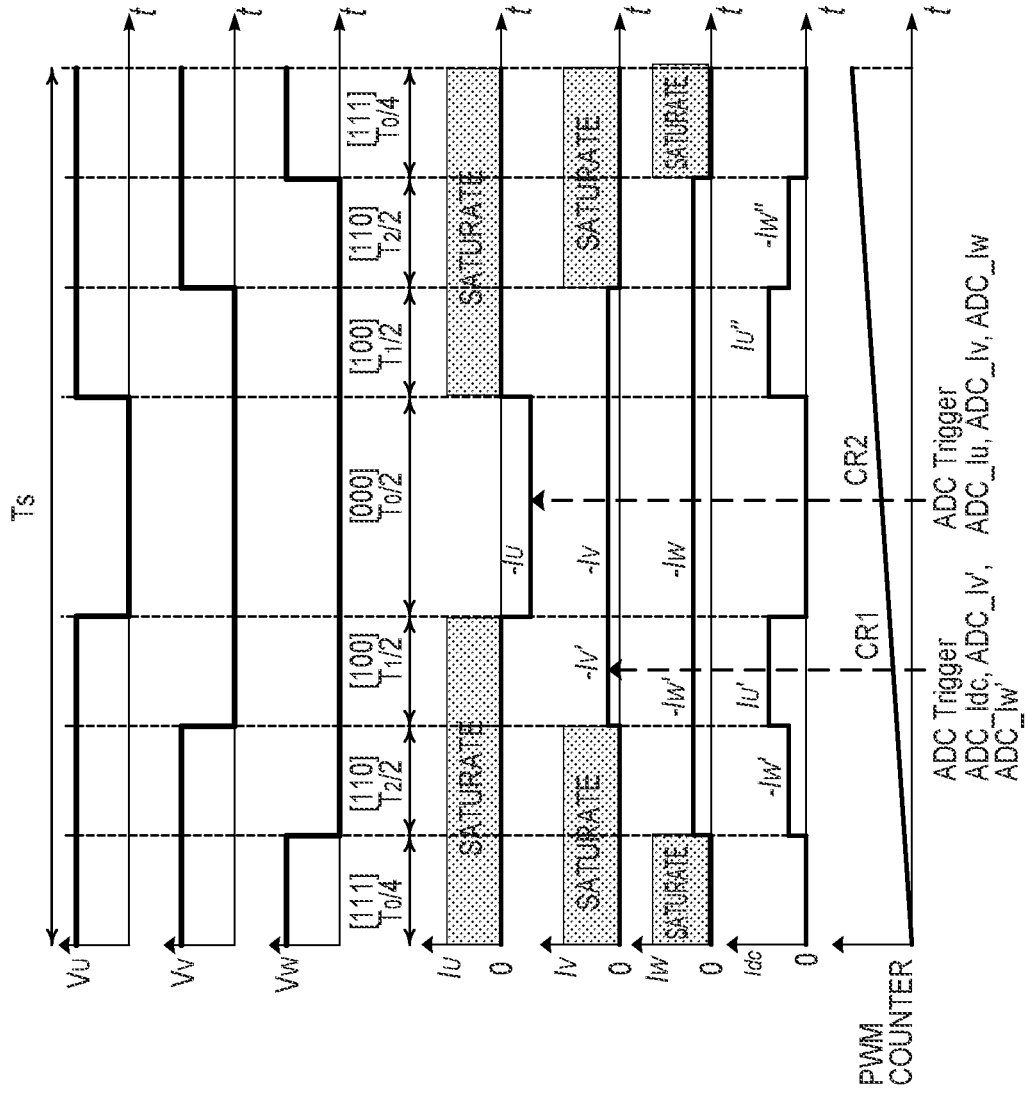 Ts
VU
t
VV
t
VW
t
[111]
T0/4
[110]
T2/2
[100]
T1/2
[000]
T0/2
[100]
T1/2
[110]
T2/2
[111]
T0/4
IU
0
SATURATE
-IU
SATURATE
t
IV
0
SATURATE
-IV'
-IV
SATURATE
t
IW
0
SATURATE
-IW'
-IW
SATURATE
t
Idc
0
-IW'
IU'
IU"
-IW"
t
PWM
COUNTER
CR1
CR2
t
ADC Trigger
ADC_Idc, ADC_Iv',
ADC_Iw'
ADC Trigger
ADC_Iu, ADC_Iv, ADC_Iw